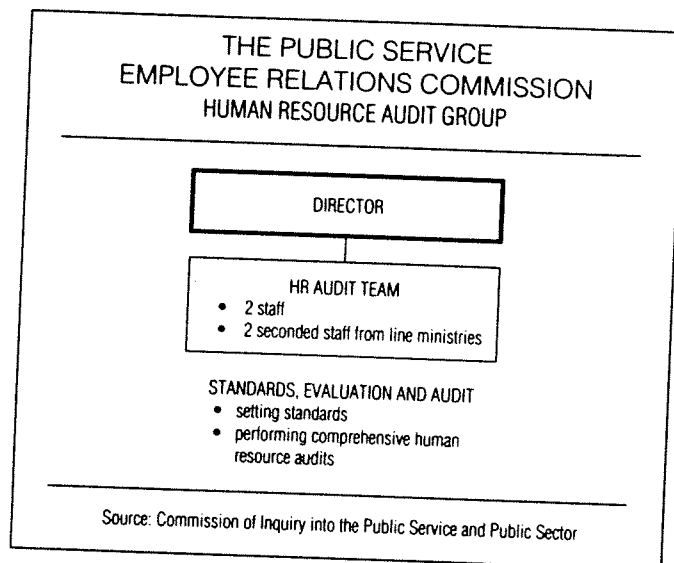 THE PUBLIC SERVICE
EMPLOYEE RELATIONS COMMISSION
HUMAN RESOURCE AUDIT GROUP
DIRECTOR
HR AUDIT TEAM
• 2 staff
• 2 seconded staff from line ministries
STANDARDS, EVALUATION AND AUDIT
• setting standards
• performing comprehensive human
resource audits
Source: Commission of Inquiry into the Public Service and Public Sector